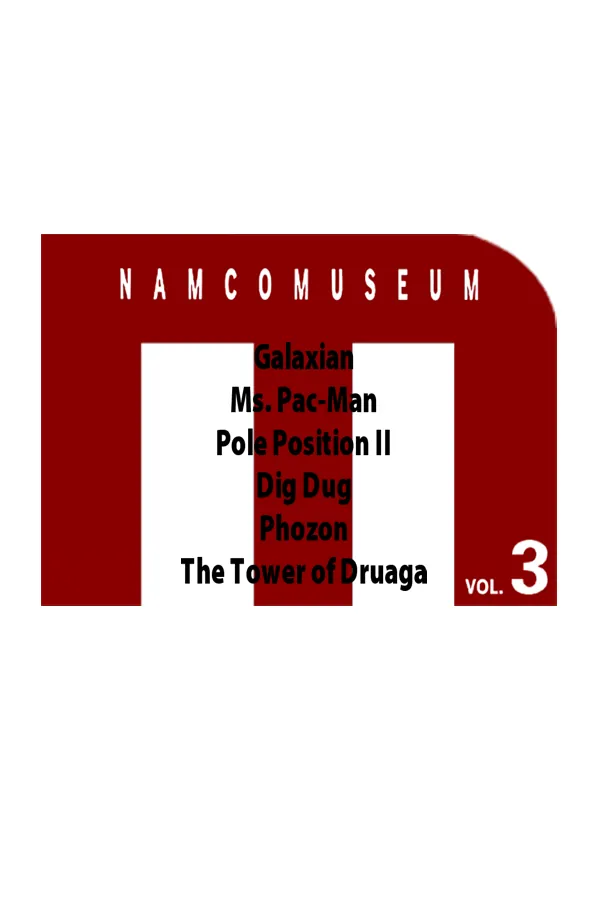 NAMCOMUSEUM
Galaxian
Ms. Pac-Man
Pole Position II
Dig Dug
Phozon
The Tower of Druaga
VOL. 3